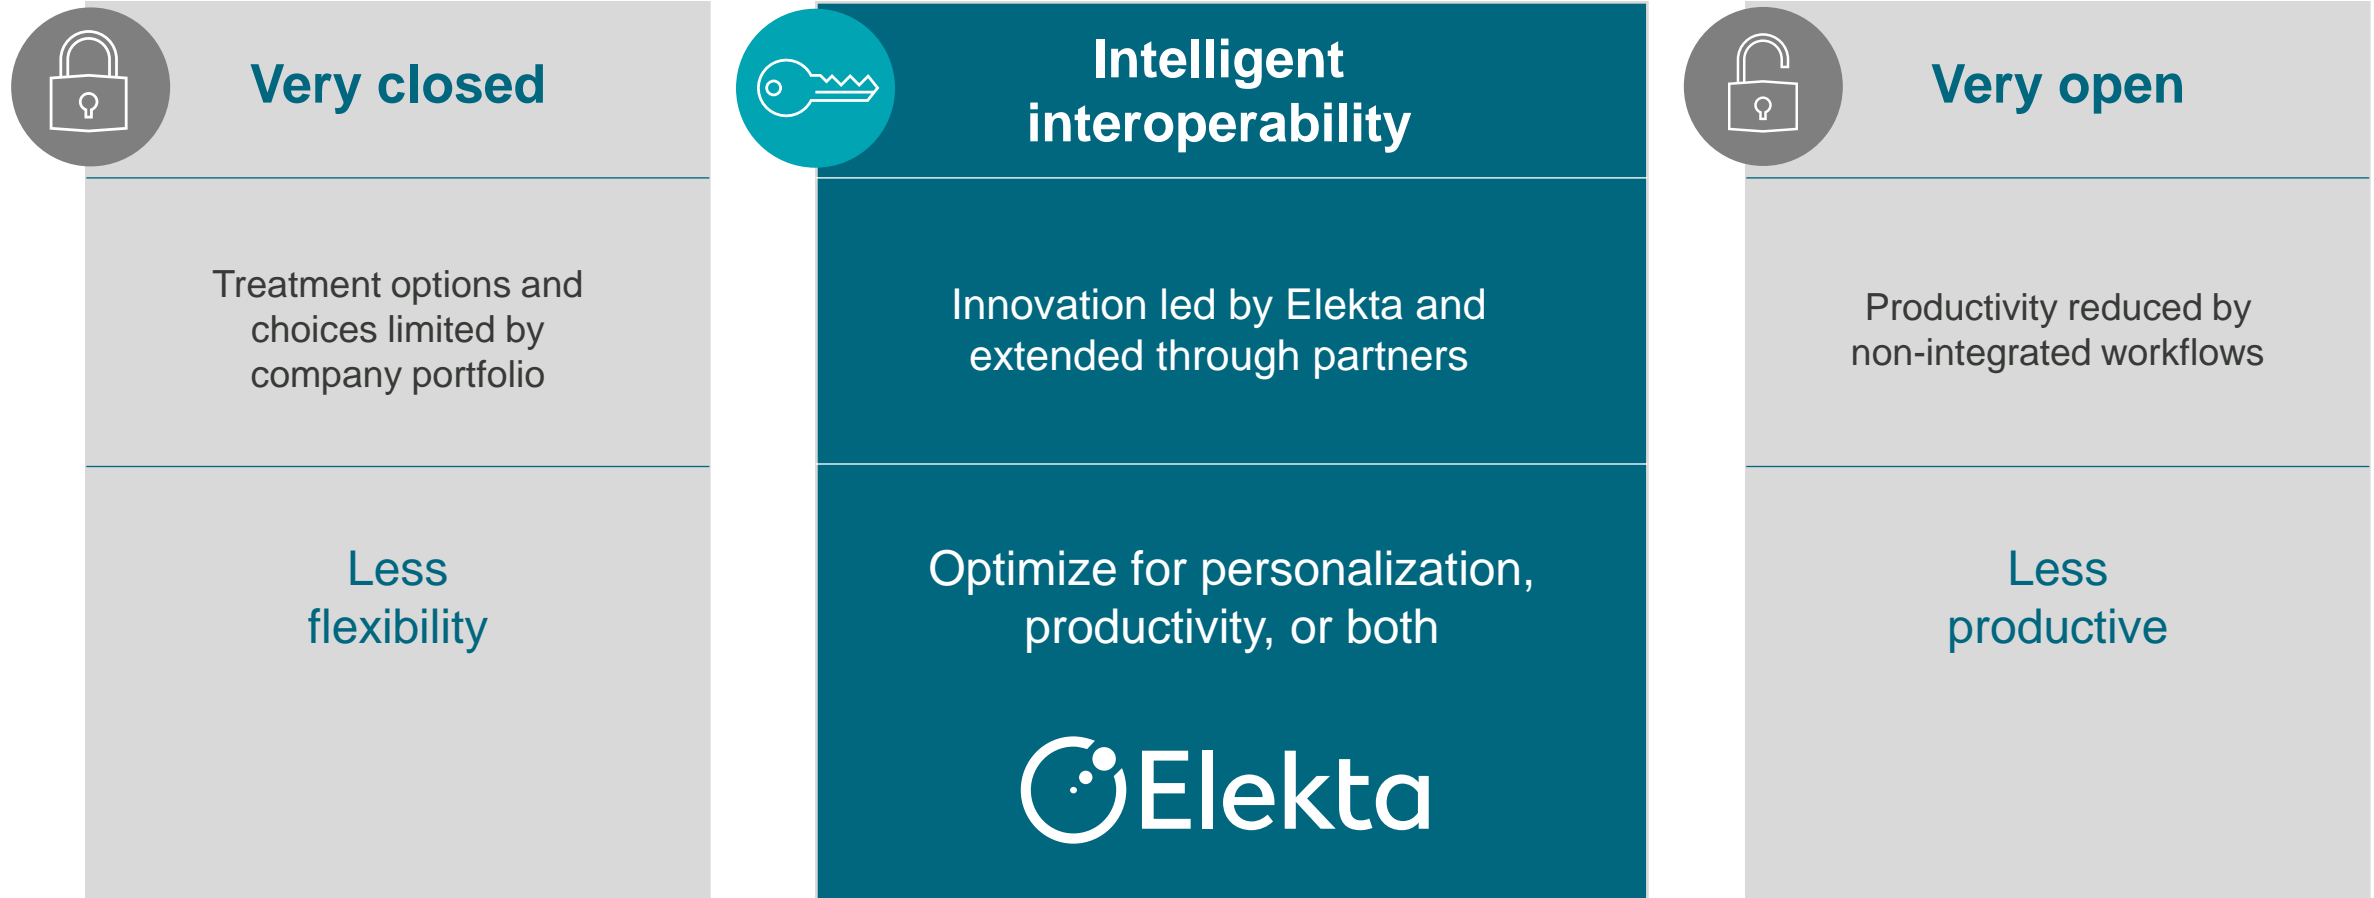 Very closed
Treatment options and
choices limited by
company portfolio
Less
flexibility
Intelligent
interoperability
Innovation led by Elekta and
extended through partners
Optimize for personalization,
productivity, or both
Elekta
Very open
Productivity reduced by
non-integrated workflows
Less
productive